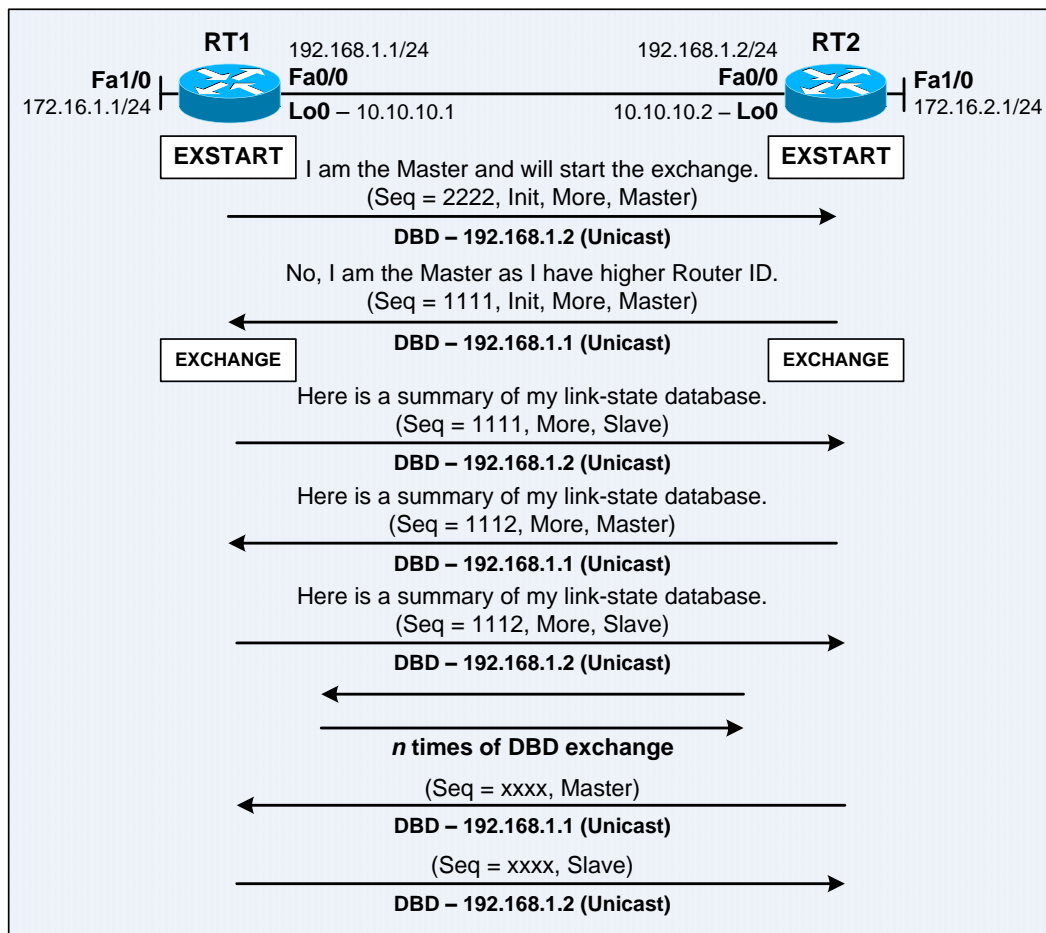 RT1
192.168.1.1/24
192.168.1.2/24
RT2
Fa1/0
Fa0/0
Fa0/0
Fa1/0
172.16.1.1/24
Lo0 – 10.10.10.1
10.10.10.2 – Lo0
172.16.2.1/24
EXSTART
EXSTART
I am the Master and will start the exchange.
(Seq = 2222, Init, More, Master)
DBD – 192.168.1.2 (Unicast)
No, I am the Master as I have higher Router ID.
(Seq = 1111, Init, More, Master)
DBD – 192.168.1.1 (Unicast)
EXCHANGE
EXCHANGE
Here is a summary of my link-state database.
(Seq = 1111, More, Slave)
DBD – 192.168.1.2 (Unicast)
Here is a summary of my link-state database.
(Seq = 1112, More, Master)
DBD – 192.168.1.1 (Unicast)
Here is a summary of my link-state database.
(Seq = 1112, More, Slave)
DBD – 192.168.1.2 (Unicast)
n times of DBD exchange
(Seq = xxxx, Master)
DBD – 192.168.1.1 (Unicast)
(Seq = xxxx, Slave)
DBD – 192.168.1.2 (Unicast)